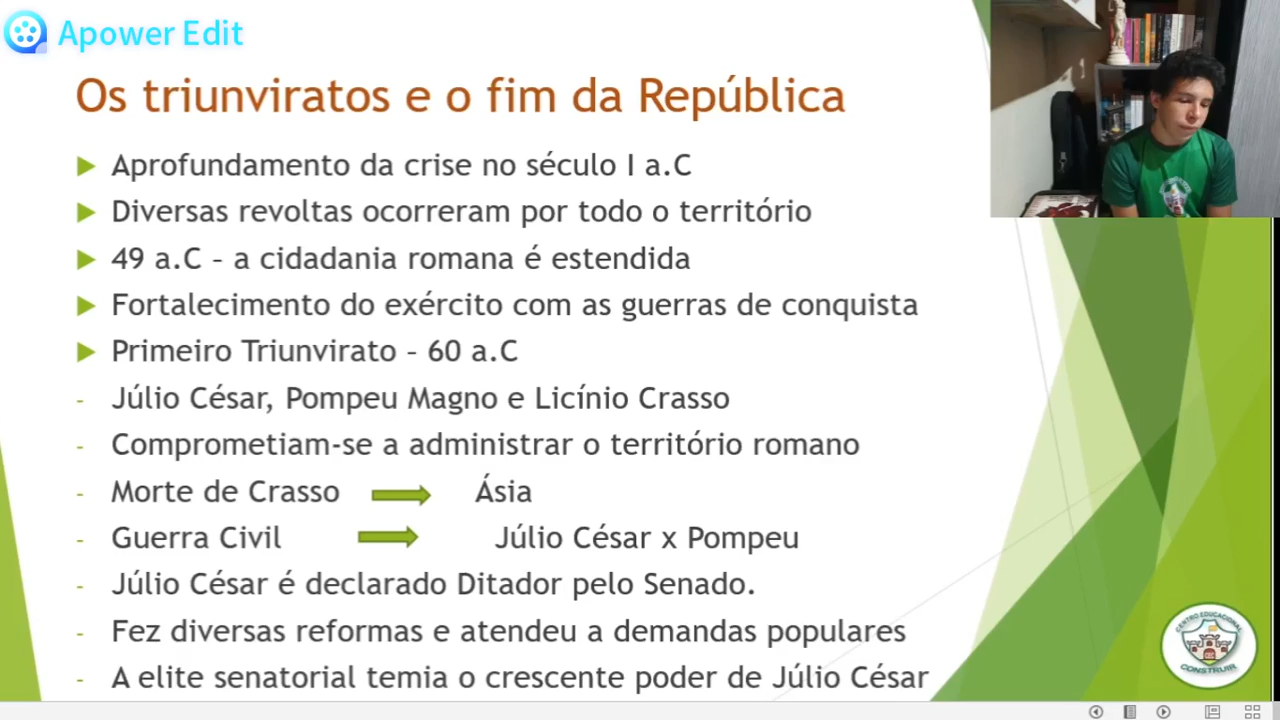 Apower Edit
Os triunviratos e o fim da República
Aprofundamento da crise no século I a.C
Diversas revoltas ocorreram por todo o território
49 a.C – a cidadania romana é estendida
Fortalecimento do exército com as guerras de conquista
Primeiro Triunvirato – 60 a.C
- Júlio César, Pompeu Magno e Licínio Crasso
- Comprometiam-se a administrar o território romano
- Morte de Crasso Ásia
- Guerra Civil Júlio César x Pompeu
- Júlio César é declarado Ditador pelo Senado.
- Fez diversas reformas e atendeu a demandas populares
- A elite senatorial temia o crescente poder de Júlio César
CENTRO EDUCACIONAL
CONSTRUIR